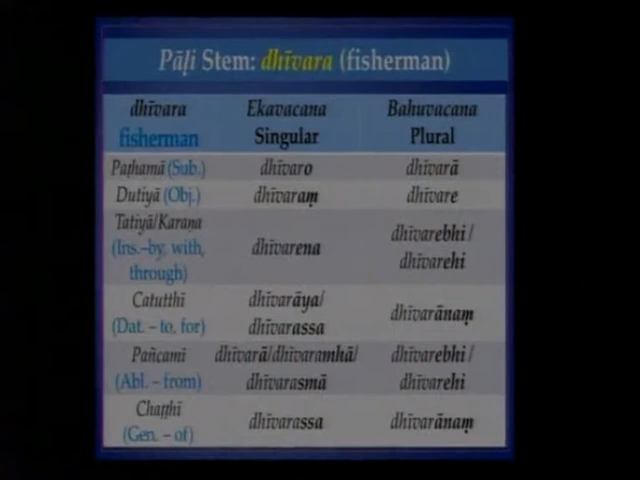 Pāḷi Stem: dhīvara (fisherman)
dhīvara Ekavacana Bahuvacana
fisherman Singular Plural
Paṭhamā (Sub.) dhīvaro dhīvarā
Dutiyā (Obj.) dhīvaraṃ dhīvare
Tatiyā/Karaṇa
(Ins.–by, with,
through)
dhīvarena
dhīvarebhi /
dhīvarehi
Catutthī
(Dat. – to, for)
dhīvarāya/
dhīvarassa
dhīvarānaṃ
Pañcamī
(Abl. – from)
dhīvarā/dhīvaramhā/
dhīvarasmā
dhīvarebhi /
dhīvarehi
Chaṭṭhī
(Gen. – of)
dhīvarassa
dhīvarānaṃ